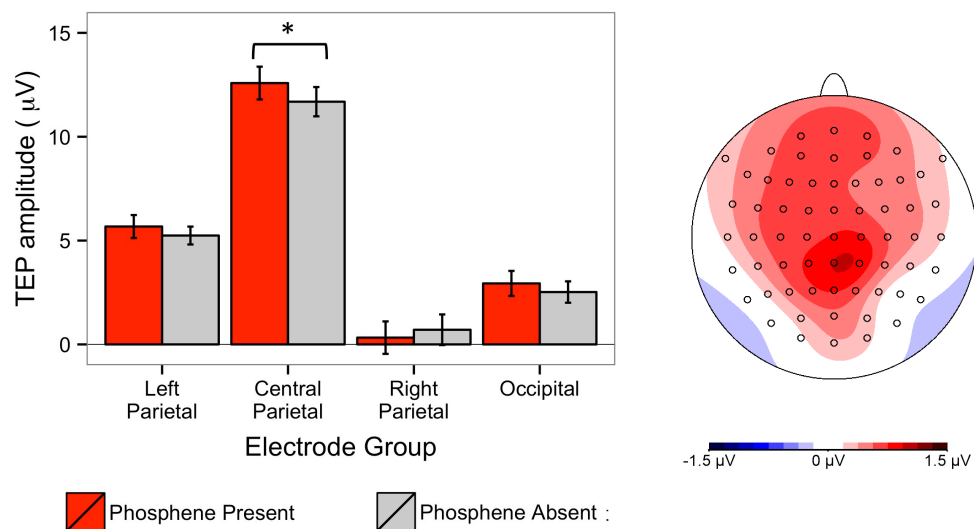 15
*
10
5
0
TEP amplitude ( μV)
Left
Parietal
Central
Parietal
Right
Parietal
Occipital
Electrode Group
Phosphene Present
Phosphene Absent :
-1.5 μV
0 μV
1.5 μV